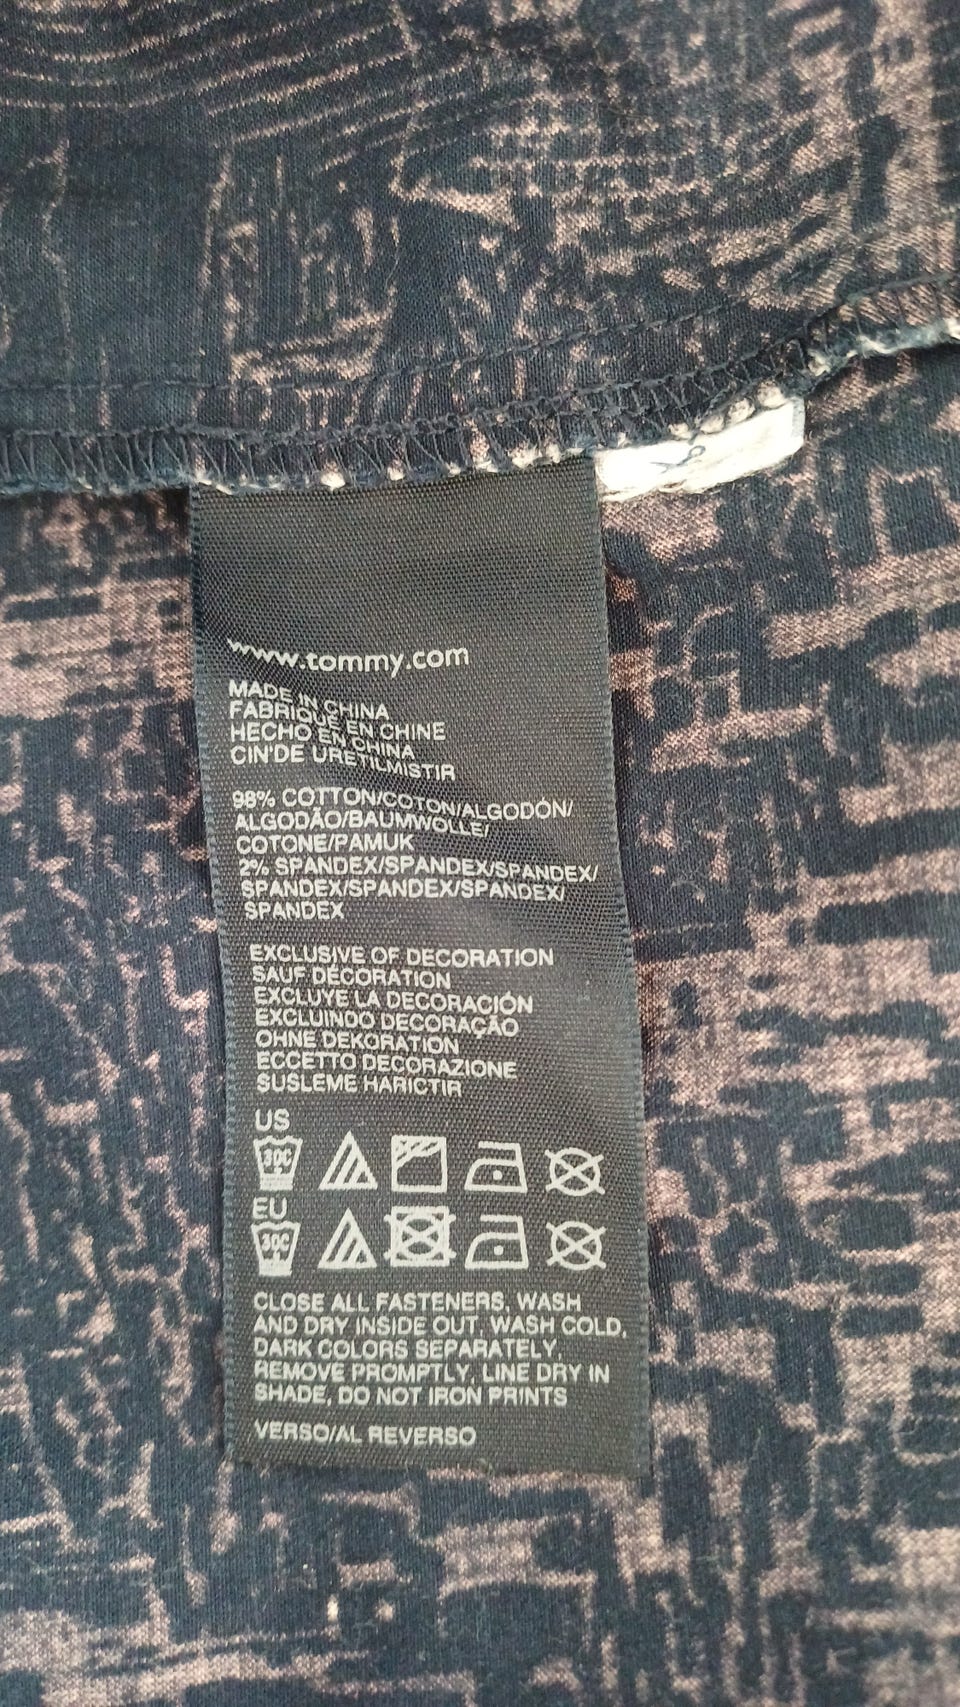 www.tommy.com
MADE IN CHINA
FABRIQUÉ EN CHINE
HECHO EN CHINA
CIN'DE URETILMISTIR
98% COTTON/COTON/ALGODÓN/
ALGODÃO/BAUMWOLLE/
COTONE/PAMUK
2% SPANDEX/SPANDEX/SPANDEX/
SPANDEX/SPANDEX/SPANDEX/
SPANDEX
EXCLUSIVE OF DECORATION
SAUF DÉCORATION
EXCLUYE LA DECORACIÓN
EXCLUINDO DECORAÇÃO
OHNE DEKORATION
ECCETTO DECORAZIONE
SUSLEME HARICTIR
US
30C
EU
30C
CLOSE ALL FASTENERS, WASH
AND DRY INSIDE OUT, WASH COLD,
DARK COLORS SEPARATELY,
REMOVE PROMPTLY, LINE DRY IN
SHADE, DO NOT IRON PRINTS
VERSO/AL REVERSO